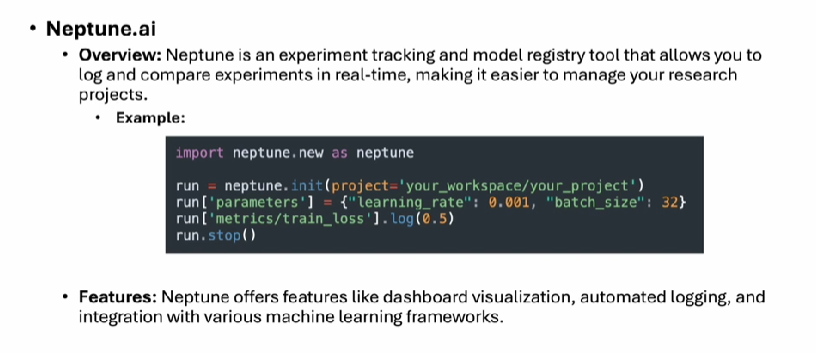 • Neptune.ai
• Overview: Neptune is an experiment tracking and model registry tool that allows you to
log and compare experiments in real-time, making it easier to manage your research
projects.
• Example:
import neptune.new as neptune
run = neptune.init(project='your_workspace/your_project')
run['parameters'] = {"learning_rate": 0.001, "batch_size": 32}
run['metrics/train_loss'].log(0.5)
run.stop()
• Features: Neptune offers features like dashboard visualization, automated logging, and
integration with various machine learning frameworks.